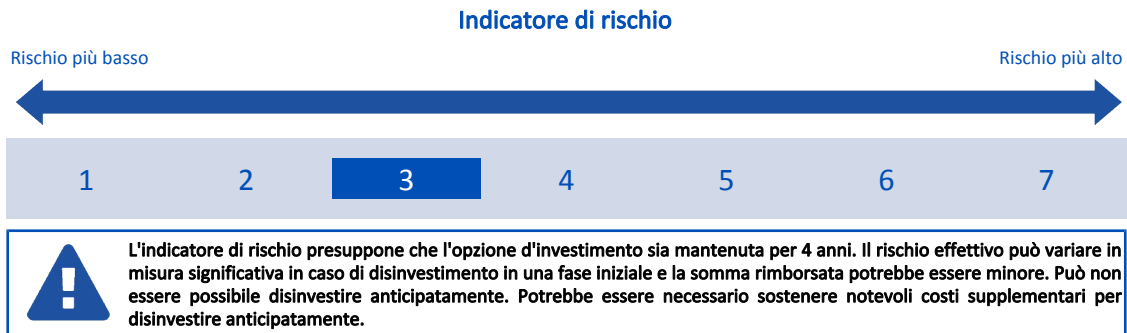 Indicatore di rischio
Rischio più basso
Rischio più alto
1 2 3 4 5 6 7
L'indicatore di rischio presuppone che l'opzione d'investimento sia mantenuta per 4 anni. Il rischio effettivo può variare in
misura significativa in caso di disinvestimento in una fase iniziale e la somma rimborsata potrebbe essere minore. Può non
essere possibile disinvestire anticipatamente. Potrebbe essere necessario sostenere notevoli costi supplementari per
disinvestire anticipatamente.